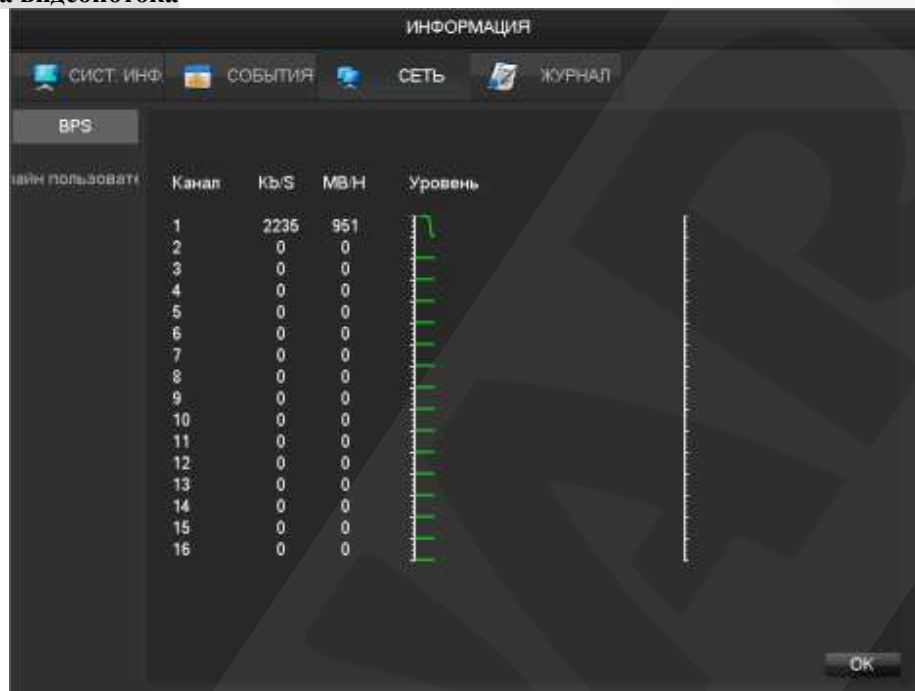 видеопотока
ИНФОРМАЦИЯ
СИСТ. ИНФ. СОБЫТИЯ СЕТЬ ЖУРНАЛ
BPS
лайн пользовате
Канал Kb/S MB/H Уровень
1 2235 951
2 0 0
3 0 0
4 0 0
5 0 0
6 0 0
7 0 0
8 0 0
9 0 0
10 0 0
11 0 0
12 0 0
13 0 0
14 0 0
15 0 0
16 0 0
OK